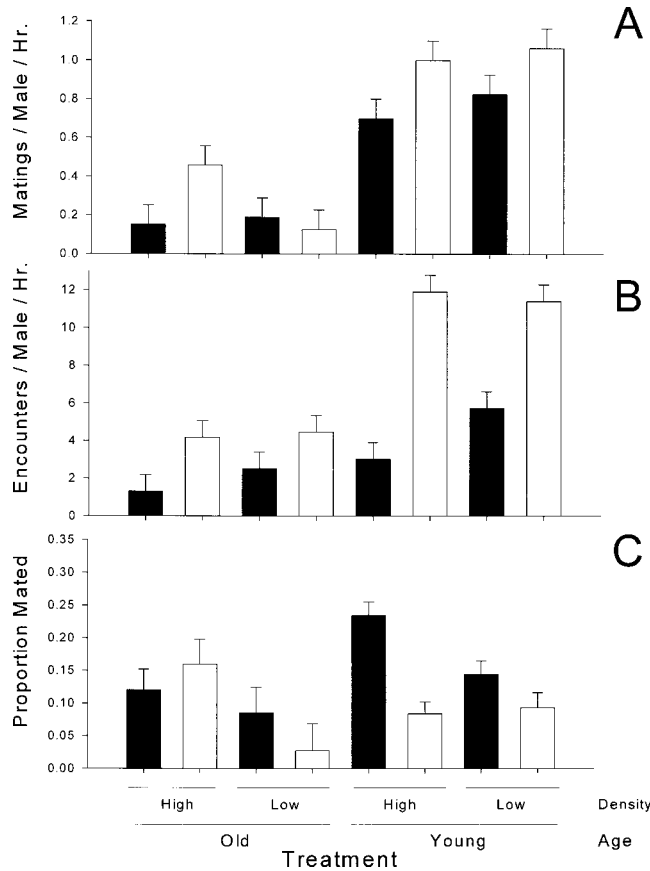 A
Matings / Male / Hr.
1.2
1.0
0.8
0.6
0.4
0.2
0.0
B
Encounters / Male / Hr.
12
10
8
6
4
2
0
C
Proportion Mated
0.35
0.30
0.25
0.20
0.15
0.10
0.05
0.00
High Low High Low Density
Old Young Age
Treatment